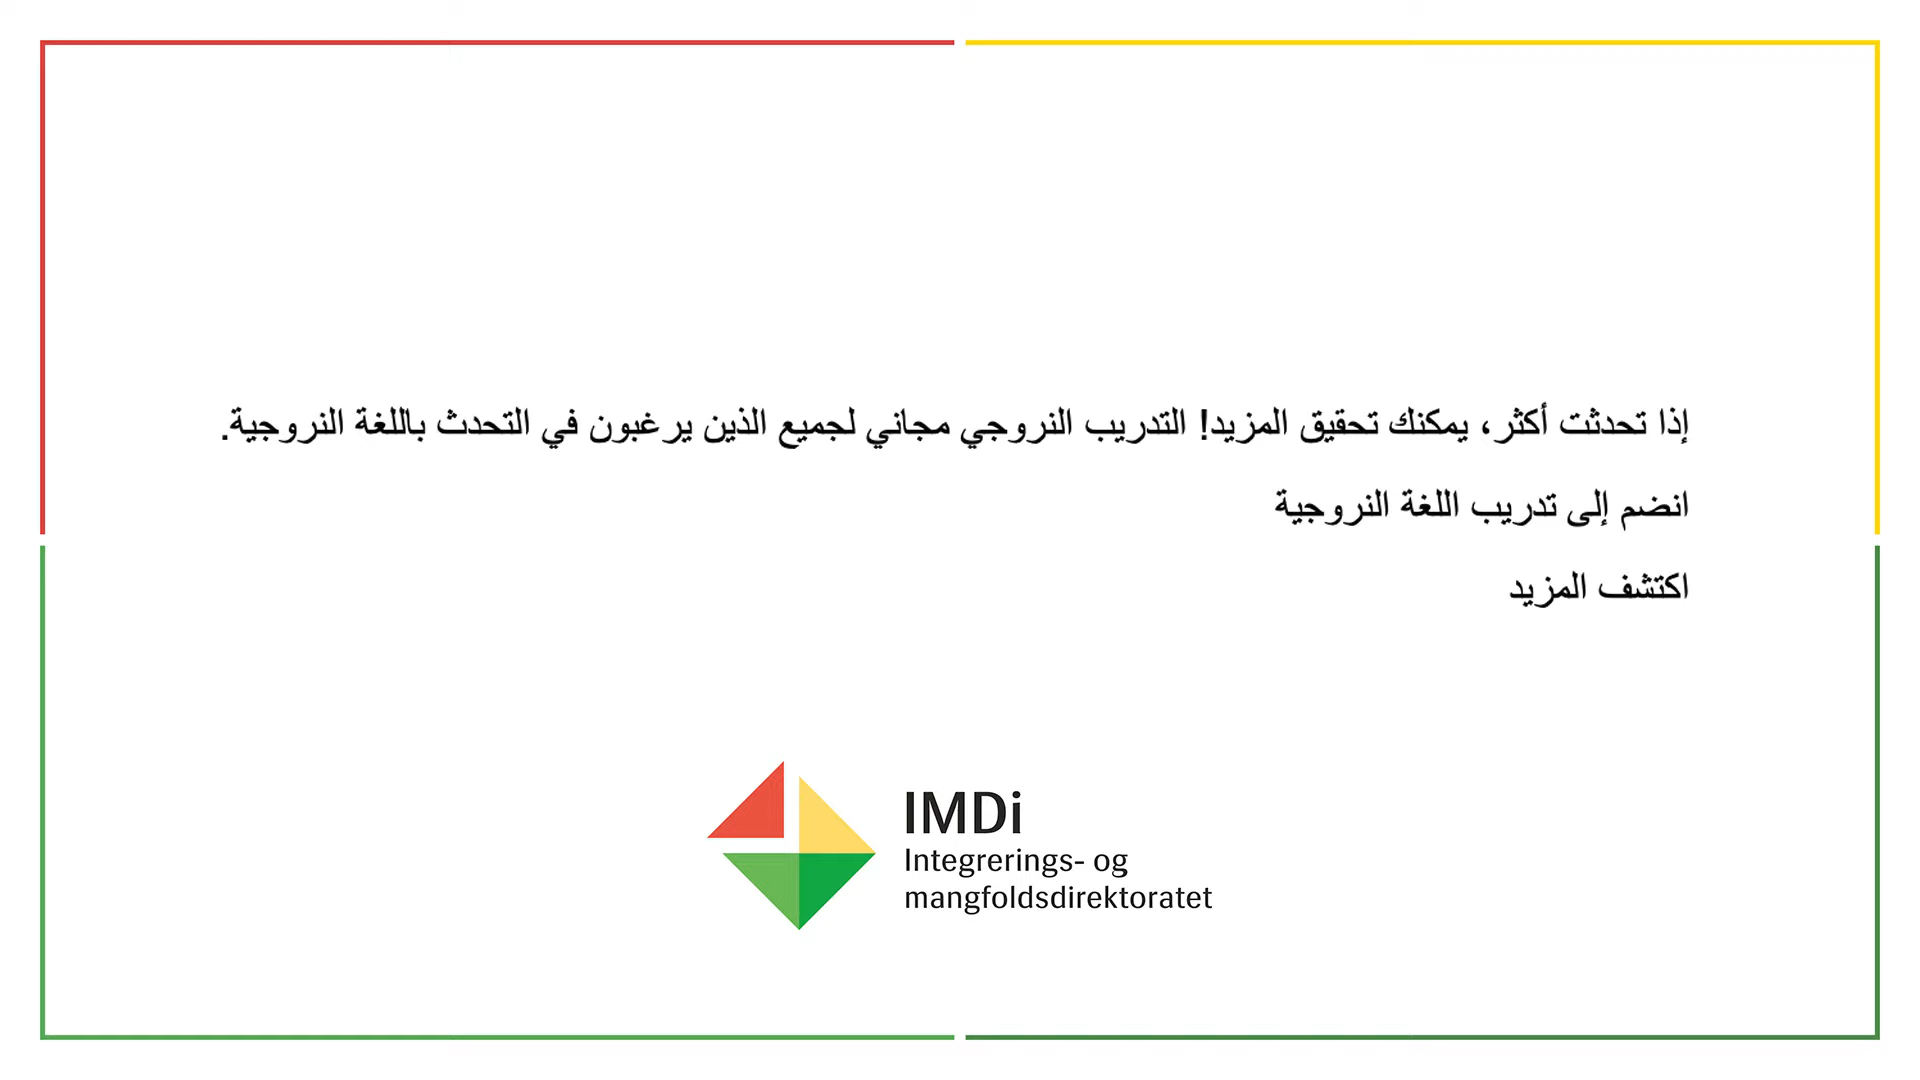 إذا تحدثت أكثر، يمكنك تحقيق المزيد! التدريب النروجي مجاني لجميع الذين يرغبون في التحدث باللغة النروجية.
انضم إلى تدريب اللغة النروجية
اكتشف المزيد
IMDi
Integrerings- og
mangfoldsdirektoratet